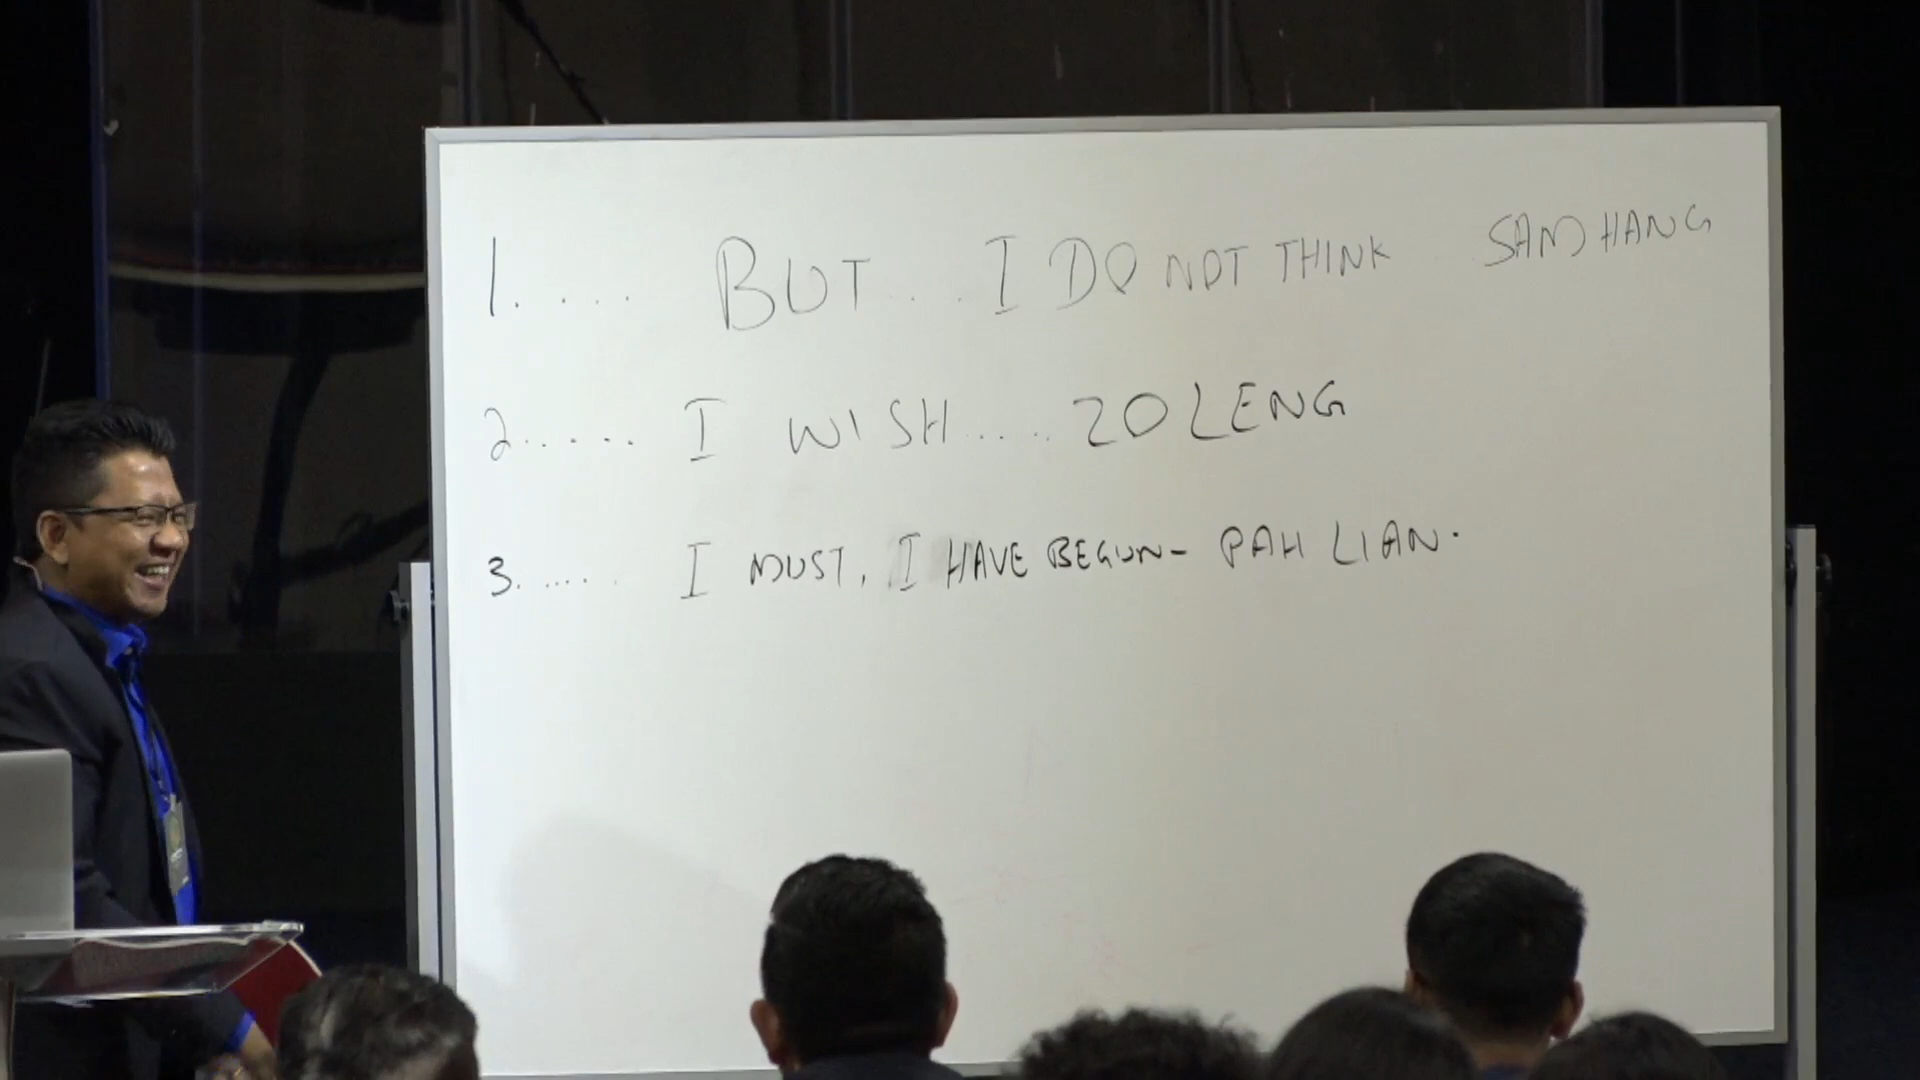 1. . . . BUT . . . I DO NOT THINK SAM HANG
2. . . . . I WISH . . . . ZO LENG
3. . . . . . I MUST, I HAVE BEGUN- PAH LIAN.